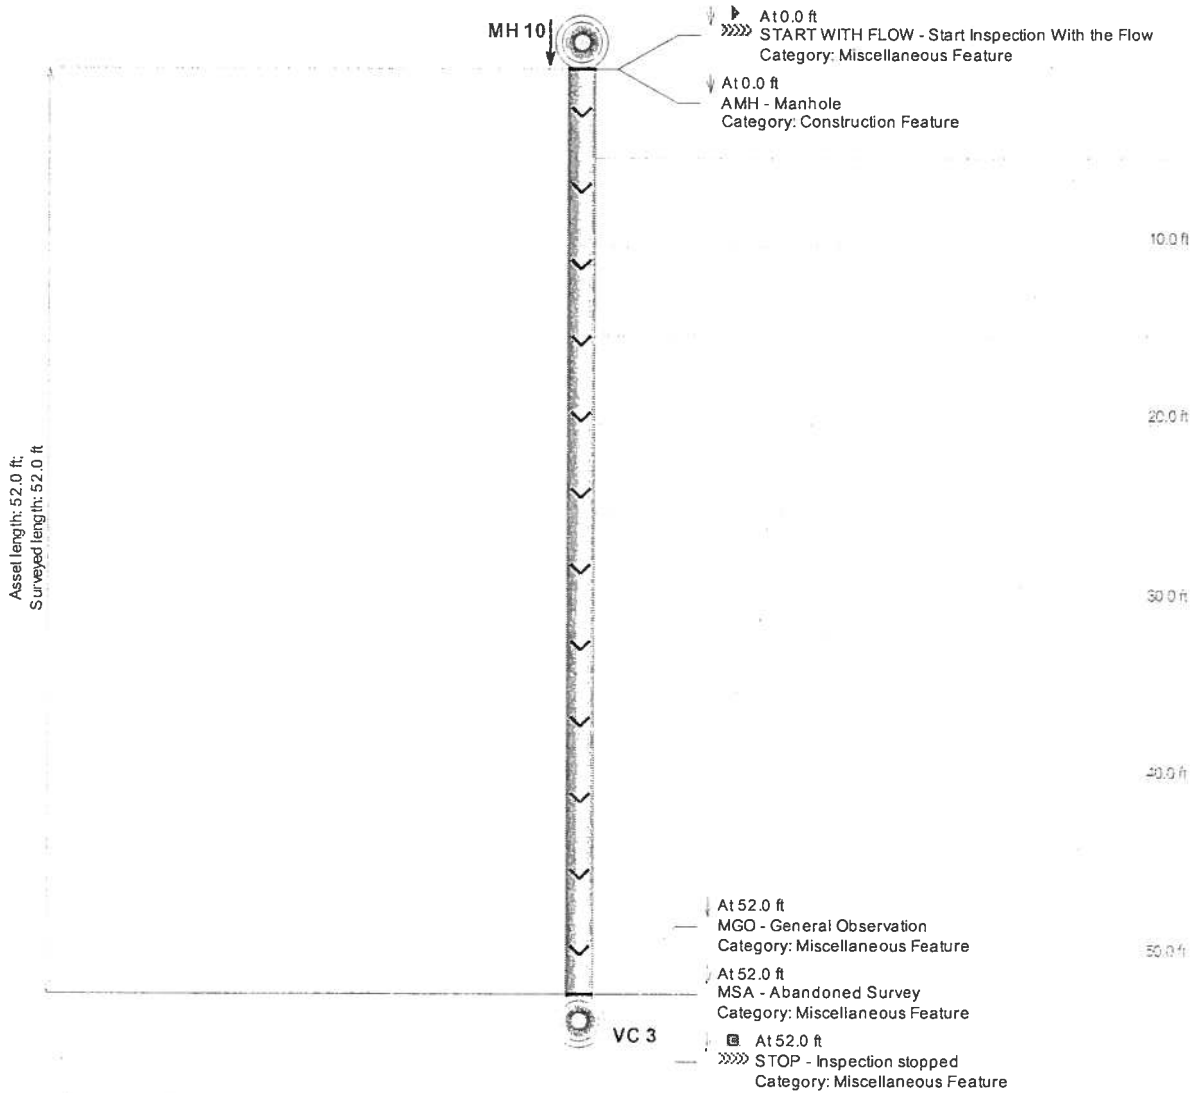 MH 10
At 0.0 ft
START WITH FLOW - Start Inspection With the Flow
Category: Miscellaneous Feature
At 0.0 ft
AMH - Manhole
Category: Construction Feature
10.0 ft
20.0 ft
30.0 ft
40.0 ft
50.0 ft
Asset length: 52.0 ft;
Surveyed length: 52.0 ft
At 52.0 ft
MGO - General Observation
Category: Miscellaneous Feature
At 52.0 ft
MSA - Abandoned Survey
Category: Miscellaneous Feature
VC 3
C At 52.0 ft
STOP - Inspection stopped
Category: Miscellaneous Feature